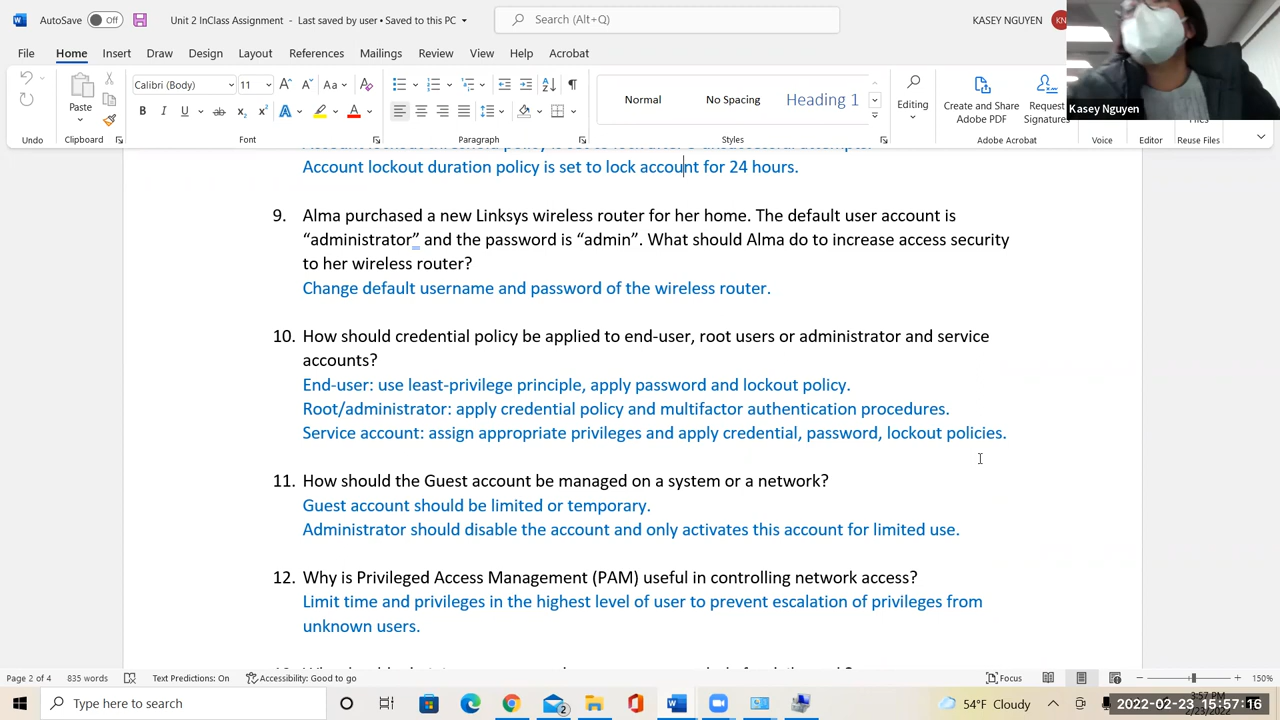 AutoSave Off Unit 2 InClass Assignment - Last saved by user • Saved to this PC Search (Alt+Q) KASEY NGUYEN KN
File Home Insert Draw Design Layout References Mailings Review View Help Acrobat
Calibri (Body) 11 Aa Normal No Spacing Heading 1
Paste Editing Create and Share Adobe PDF Request Signatures Files
Kasey Nguyen
Undo Clipboard Font Paragraph Styles Adobe Acrobat Voice Editor Reuse Files
Account lockout duration policy is set to lock account for 24 hours.
9. Alma purchased a new Linksys wireless router for her home. The default user account is
“administrator” and the password is “admin”. What should Alma do to increase access security
to her wireless router?
Change default username and password of the wireless router.
10. How should credential policy be applied to end-user, root users or administrator and service
accounts?
End-user: use least-privilege principle, apply password and lockout policy.
Root/administrator: apply credential policy and multifactor authentication procedures.
Service account: assign appropriate privileges and apply credential, password, lockout policies.
11. How should the Guest account be managed on a system or a network?
Guest account should be limited or temporary.
Administrator should disable the account and only activates this account for limited use.
12. Why is Privileged Access Management (PAM) useful in controlling network access?
Limit time and privileges in the highest level of user to prevent escalation of privileges from
unknown users.
Page 2 of 4 835 words Text Predictions: On Accessibility: Good to go Focus 150%
Type here to search 2 54°F Cloudy 3:57 PM
2022-02-23 15:57:16